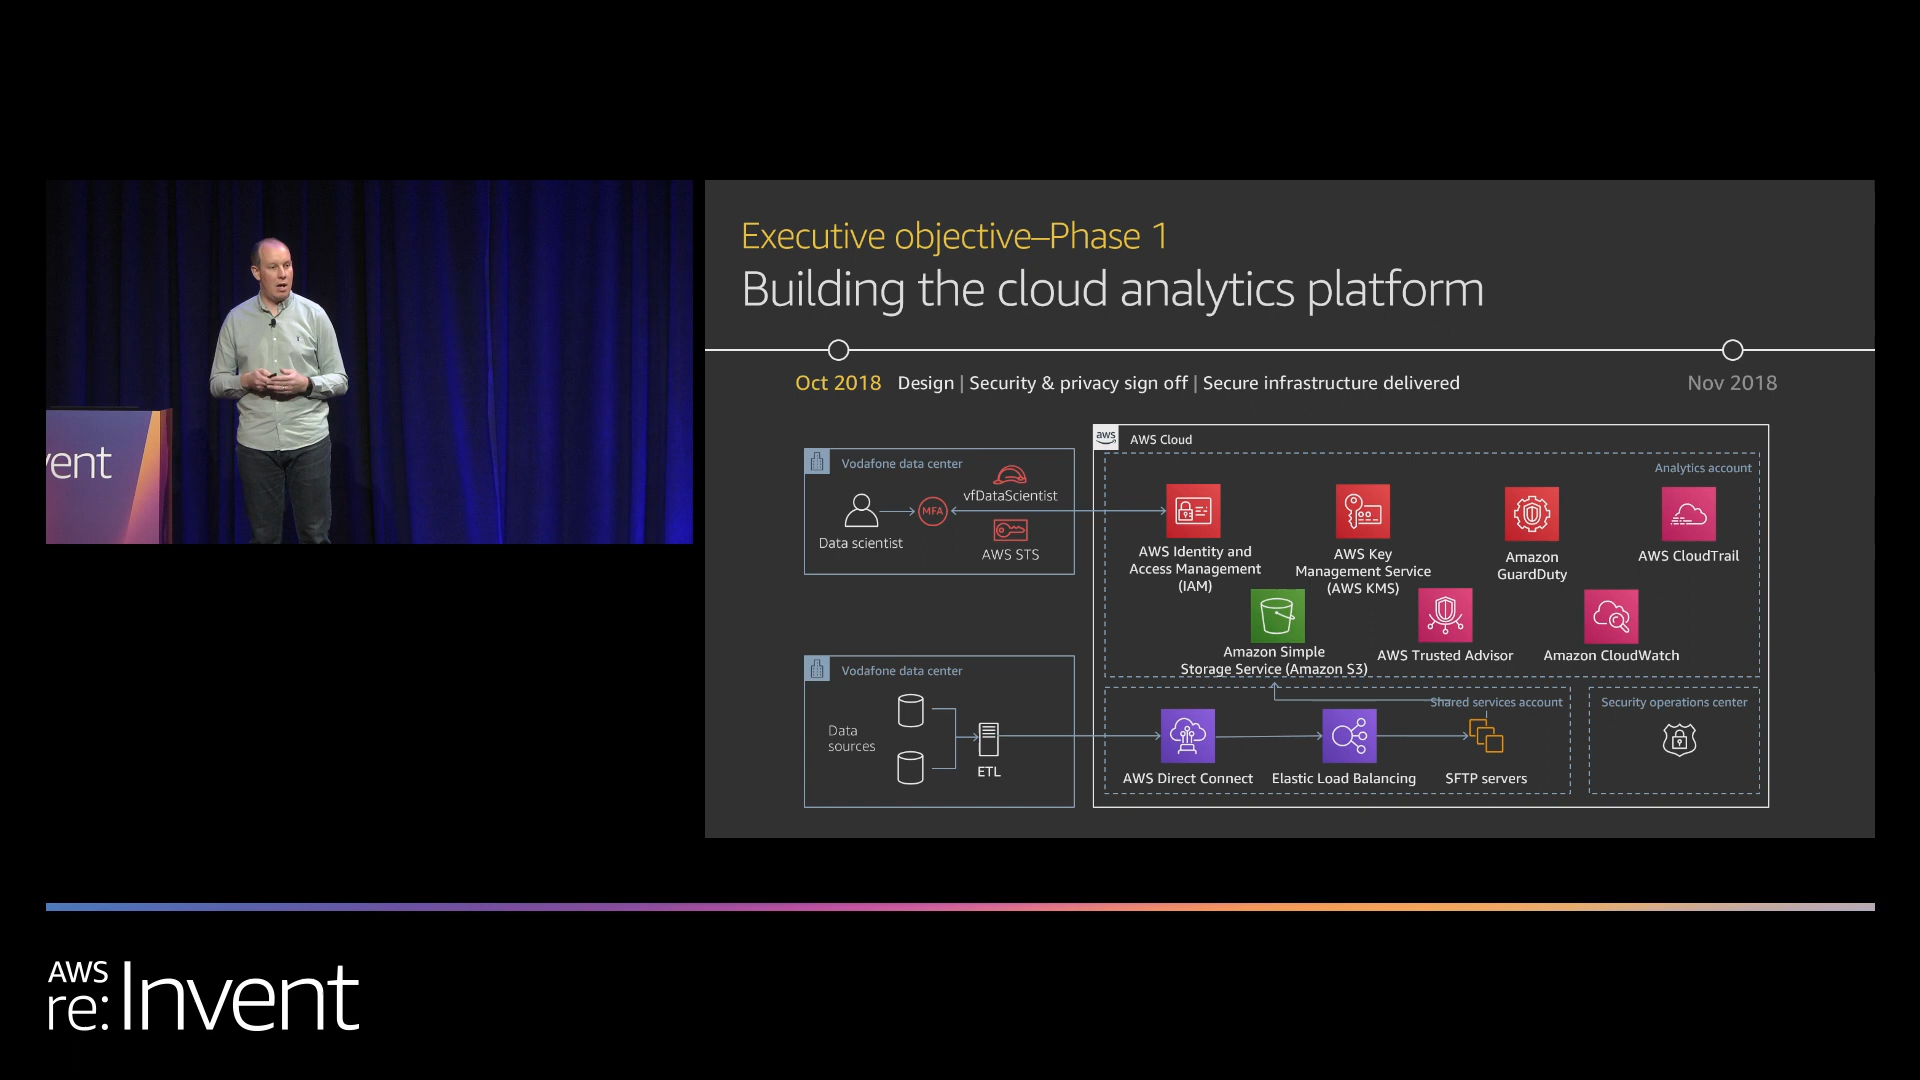 vent
Executive objective–Phase 1
Building the cloud analytics platform
Oct 2018 Design | Security & privacy sign off | Secure infrastructure delivered Nov 2018
Vodafone data center
vfDataScientist
MFA
Data scientist
AWS STS
aws AWS Cloud
Analytics account
AWS Identity and
Access Management
(IAM)
AWS Key
Management Service
(AWS KMS)
Amazon
GuardDuty
AWS CloudTrail
Amazon Simple
Storage Service (Amazon S3)
AWS Trusted Advisor
Amazon CloudWatch
Vodafone data center
Data
sources
ETL
Shared services account
AWS Direct Connect
Elastic Load Balancing
SFTP servers
Security operations center
AWS
re:Invent